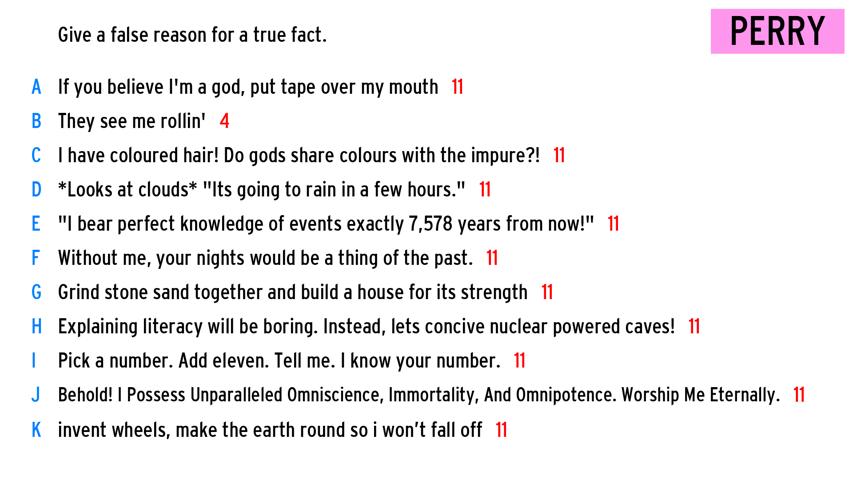 Give a false reason for a true fact.
PERRY
A If you believe I'm a god, put tape over my mouth 11
B They see me rollin' 4
C I have coloured hair! Do gods share colours with the impure?! 11
D *Looks at clouds* "Its going to rain in a few hours." 11
E "I bear perfect knowledge of events exactly 7,578 years from now!" 11
F Without me, your nights would be a thing of the past. 11
G Grind stone sand together and build a house for its strength 11
H Explaining literacy will be boring. Instead, lets concive nuclear powered caves! 11
I Pick a number. Add eleven. Tell me. I know your number. 11
J Behold! I Possess Unparalleled Omniscience, Immortality, And Omnipotence. Worship Me Eternally. 11
K invent wheels, make the earth round so i won't fall off 11